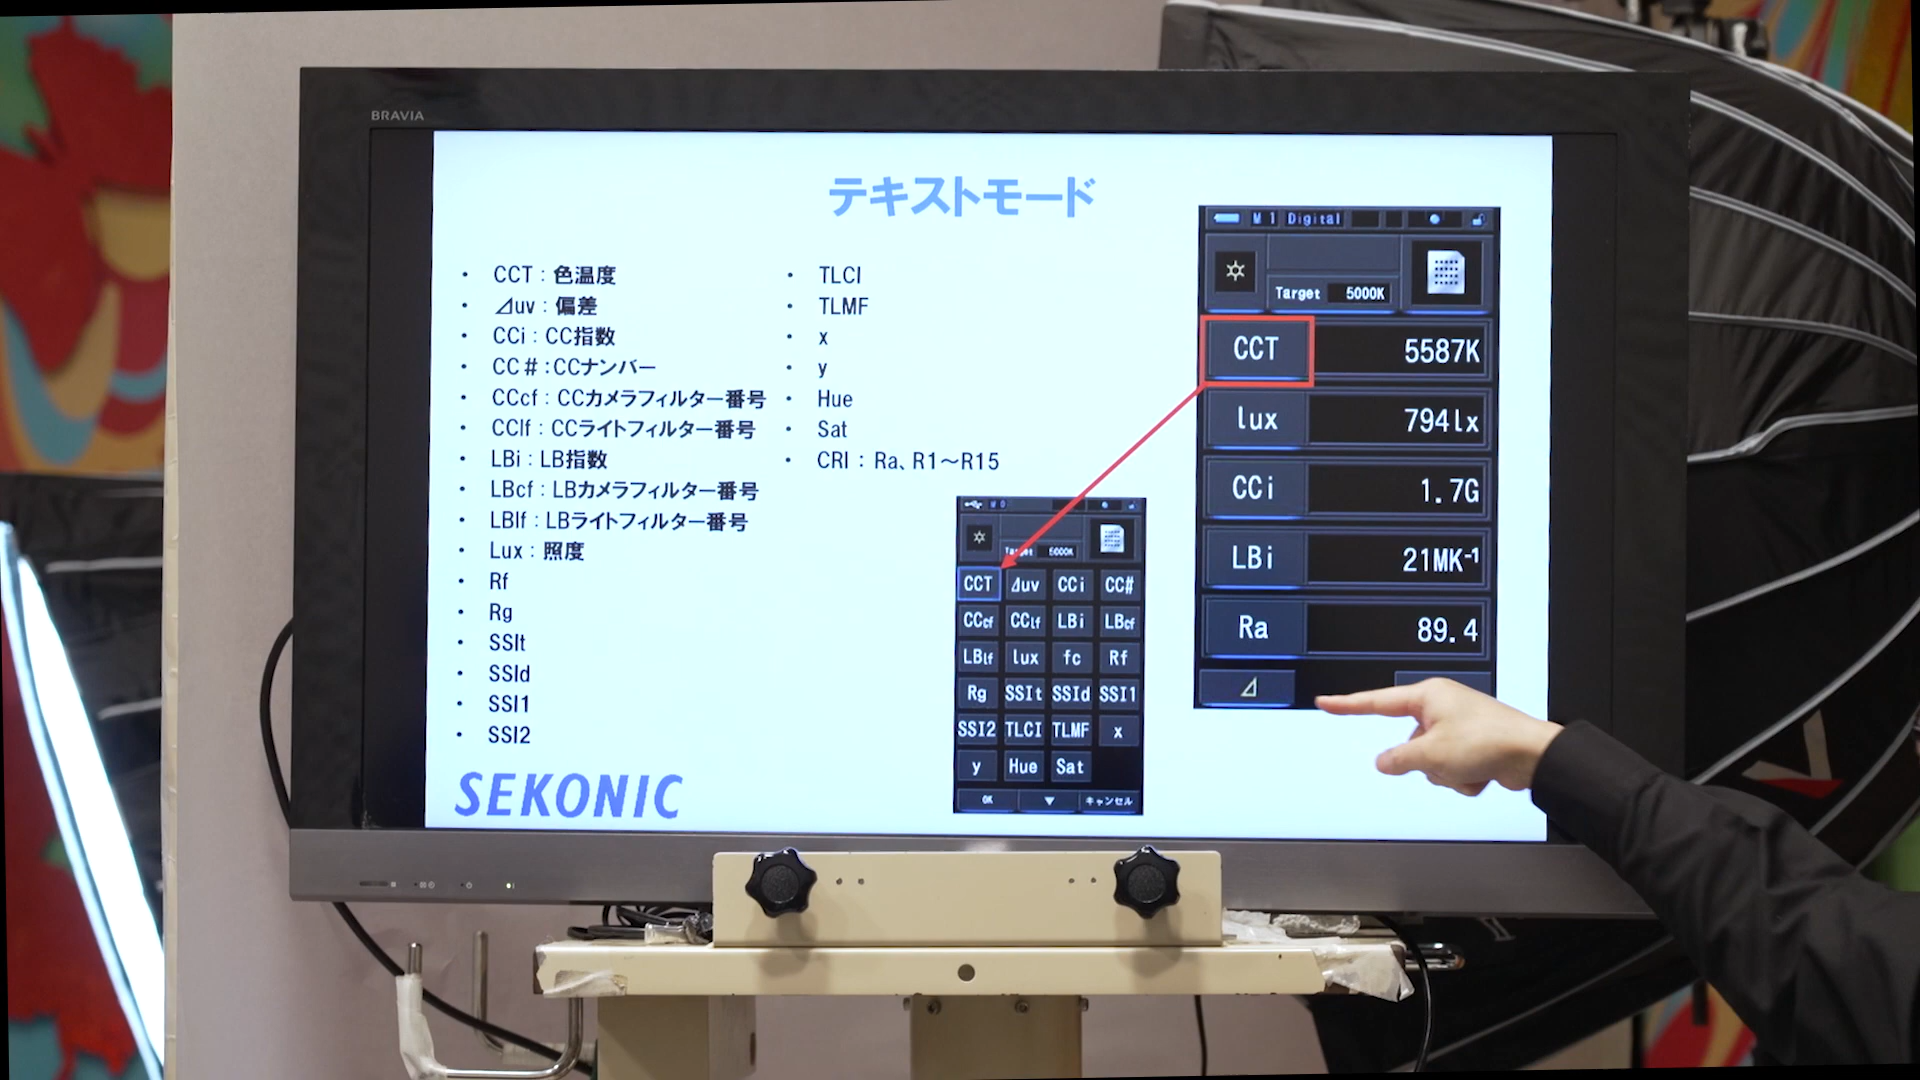 BRAVIA
テキストモード
・ CCT : 色温度
・ ⊿uv : 偏差
・ CCi : CC指数
・ CC＃ :CCナンバー
・ CCcf : CCカメラフィルター番号
・ CClf : CCライトフィルター番号
・ LBi : LB指数
・ LBcf : LBカメラフィルター番号
・ LBlf : LBライトフィルター番号
・ Lux : 照度
・ Rf
・ Rg
・ SSIt
・ SSId
・ SSI1
・ SSI2
・ TLCI
・ TLMF
・ x
・ y
・ Hue
・ Sat
・ CRI : Ra、R1～R15
SEKONIC
Target 5000K
CCT ⊿uv CCi CC#
CCcf CClf LBi LBcf
LBlf lux fc Rf
Rg SSIt SSId SSI1
SSI2 TLCI TLMF x
y Hue Sat
OK ▼ キャンセル
M 1 Digital
Target 5000K
CCT 5587K
lux 794lx
CCi 1.7G
LBi 21MK⁻¹
Ra 89.4
⊿